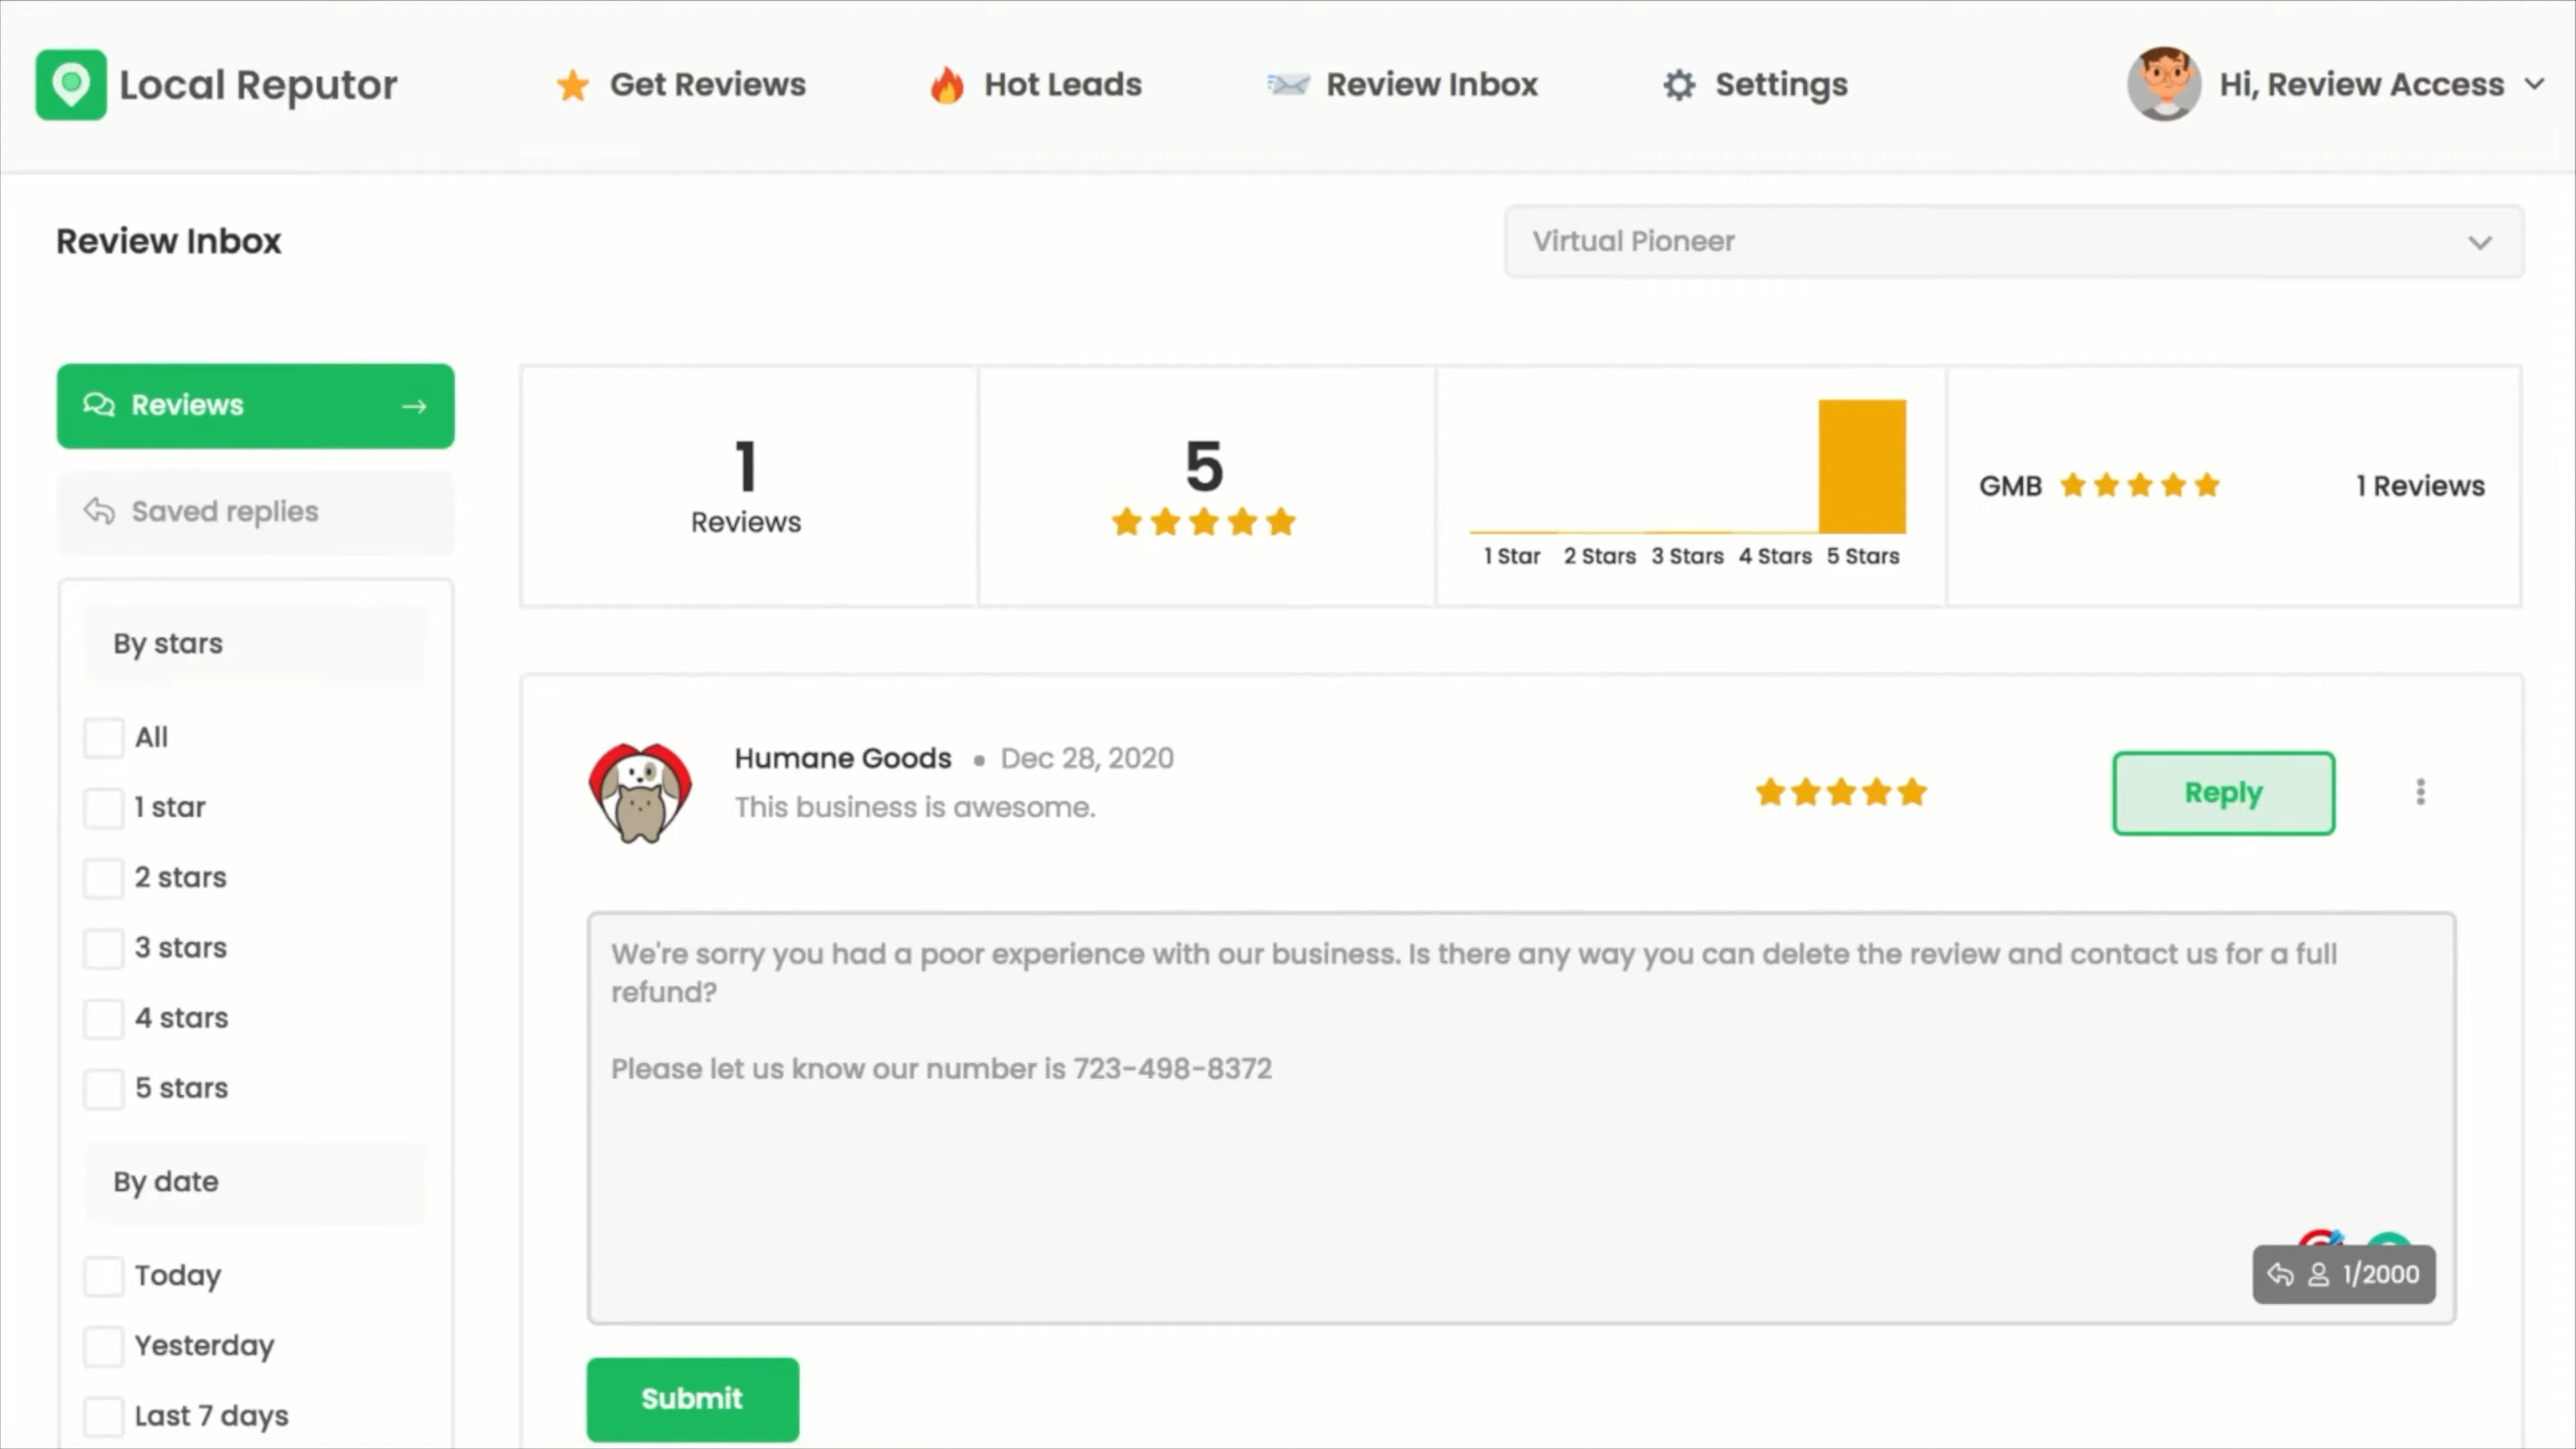 Local Reputor
Get Reviews
Hot Leads
Review Inbox
Settings
Hi, Review Access
Review Inbox
Virtual Pioneer
Reviews
Saved replies
By stars
All
1 star
2 stars
3 stars
4 stars
5 stars
By date
Today
Yesterday
Last 7 days
1
Reviews
5
1 Star 2 Stars 3 Stars 4 Stars 5 Stars
GMB
1 Reviews
Humane Goods • Dec 28, 2020
This business is awesome.
Reply
We're sorry you had a poor experience with our business. Is there any way you can delete the review and contact us for a full
refund?
Please let us know our number is 723-498-8372
1/2000
Submit